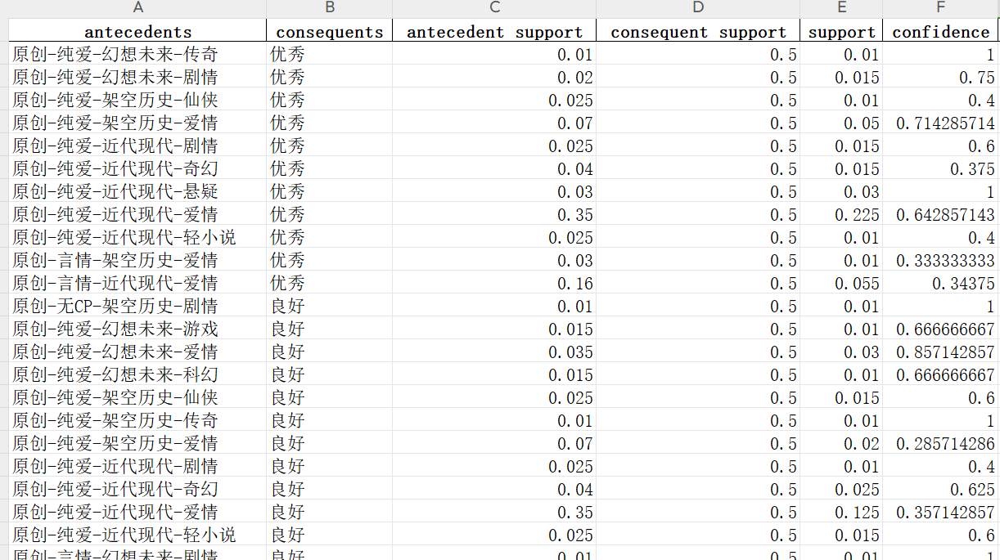 A B C D E F
antecedents consequents antecedent support consequent support support confidence
原创-纯爱-幻想未来-传奇 优秀 0.01 0.5 0.01 1
原创-纯爱-幻想未来-剧情 优秀 0.02 0.5 0.015 0.75
原创-纯爱-架空历史-仙侠 优秀 0.025 0.5 0.01 0.4
原创-纯爱-架空历史-爱情 优秀 0.07 0.5 0.05 0.714285714
原创-纯爱-近代现代-剧情 优秀 0.025 0.5 0.015 0.6
原创-纯爱-近代现代-奇幻 优秀 0.04 0.5 0.015 0.375
原创-纯爱-近代现代-悬疑 优秀 0.03 0.5 0.03 1
原创-纯爱-近代现代-爱情 优秀 0.35 0.5 0.225 0.642857143
原创-纯爱-近代现代-轻小说 优秀 0.025 0.5 0.01 0.4
原创-言情-架空历史-爱情 优秀 0.03 0.5 0.01 0.333333333
原创-言情-近代现代-爱情 优秀 0.16 0.5 0.055 0.34375
原创-无CP-架空历史-剧情 良好 0.01 0.5 0.01 1
原创-纯爱-幻想未来-游戏 良好 0.015 0.5 0.01 0.666666667
原创-纯爱-幻想未来-爱情 良好 0.035 0.5 0.03 0.857142857
原创-纯爱-幻想未来-科幻 良好 0.015 0.5 0.01 0.666666667
原创-纯爱-架空历史-仙侠 良好 0.025 0.5 0.015 0.6
原创-纯爱-架空历史-传奇 良好 0.01 0.5 0.01 1
原创-纯爱-架空历史-爱情 良好 0.07 0.5 0.02 0.285714286
原创-纯爱-近代现代-剧情 良好 0.025 0.5 0.01 0.4
原创-纯爱-近代现代-奇幻 良好 0.04 0.5 0.025 0.625
原创-纯爱-近代现代-爱情 良好 0.35 0.5 0.125 0.357142857
原创-纯爱-近代现代-轻小说 良好 0.025 0.5 0.015 0.6
原创-言情-幻想未来-剧情 良好 0.01 0.5 0.01 1